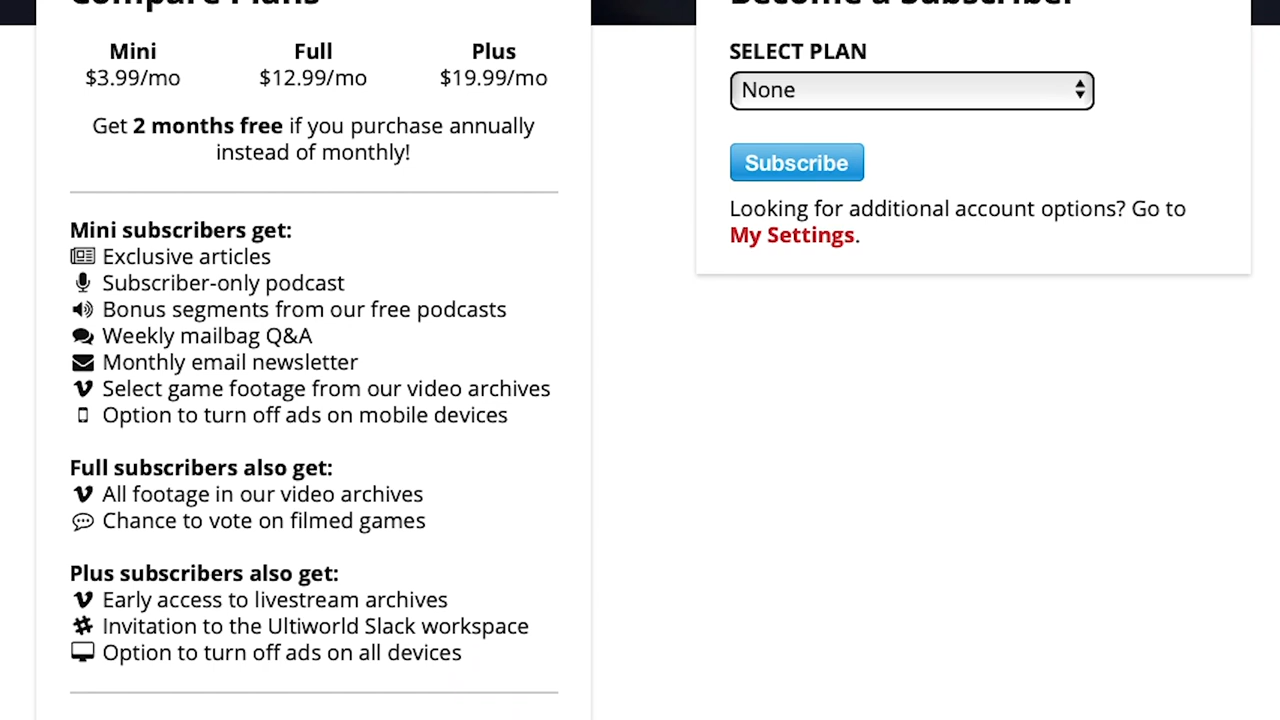 Compare Plans
Mini Full Plus
$3.99/mo $12.99/mo $19.99/mo
Get 2 months free if you purchase annually
instead of monthly!
Mini subscribers get:
Exclusive articles
Subscriber-only podcast
Bonus segments from our free podcasts
Weekly mailbag Q&A
Monthly email newsletter
Select game footage from our video archives
Option to turn off ads on mobile devices
Full subscribers also get:
All footage in our video archives
Chance to vote on filmed games
Plus subscribers also get:
Early access to livestream archives
Invitation to the Ultiworld Slack workspace
Option to turn off ads on all devices
Become a Subscriber
SELECT PLAN
None
Subscribe
Looking for additional account options? Go to
My Settings.